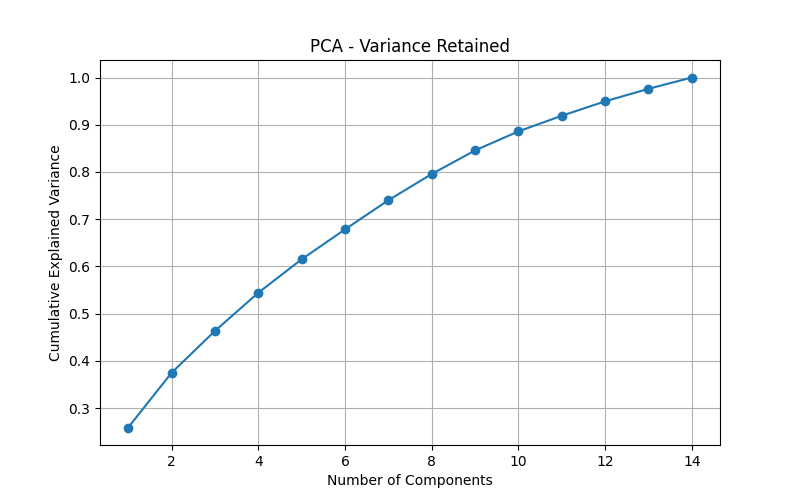 PCA - Variance Retained
Cumulative Explained Variance
1.0
0.9
0.8
0.7
0.6
0.5
0.4
0.3
2 4 6 8 10 12 14
Number of Components